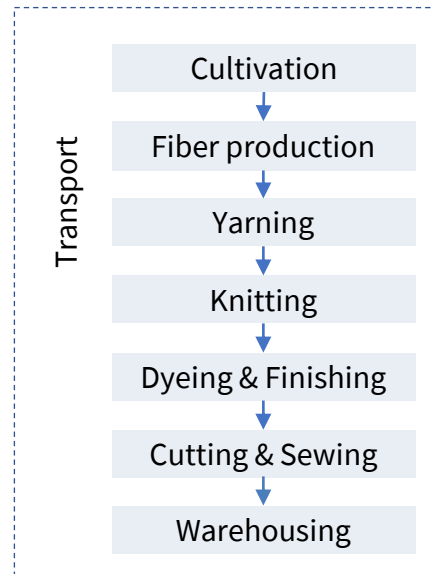 Cultivation
Fiber production
Transport
Yarning
Knitting
Dyeing & Finishing
Cutting & Sewing
Warehousing